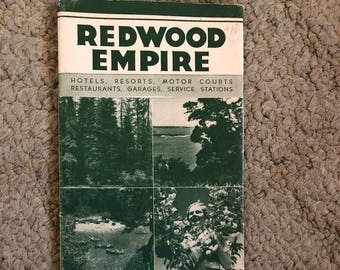 REDWOOD
EMPIRE
HOTELS, RESORTS, MOTOR COURTS
RESTAURANTS, GARAGES, SERVICE STATIONS